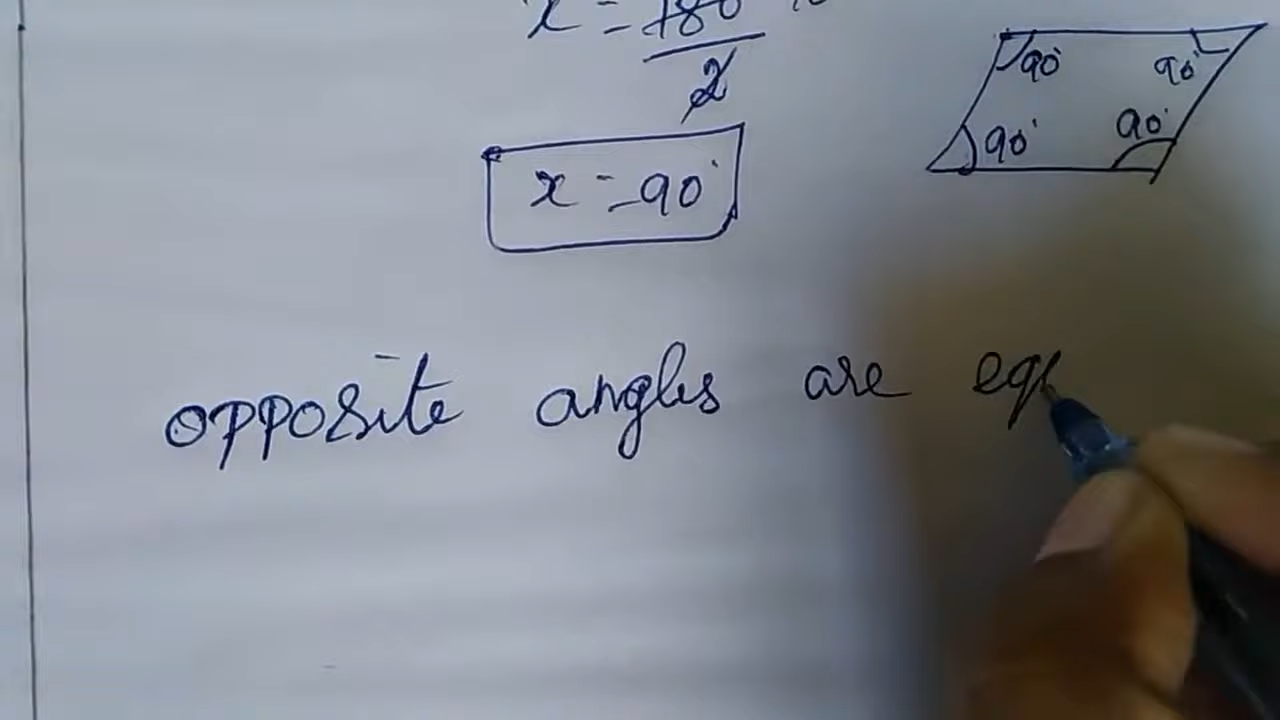 x = 180°
2
x = 90°
90° 90°
90° 90°
opposite angles are eq